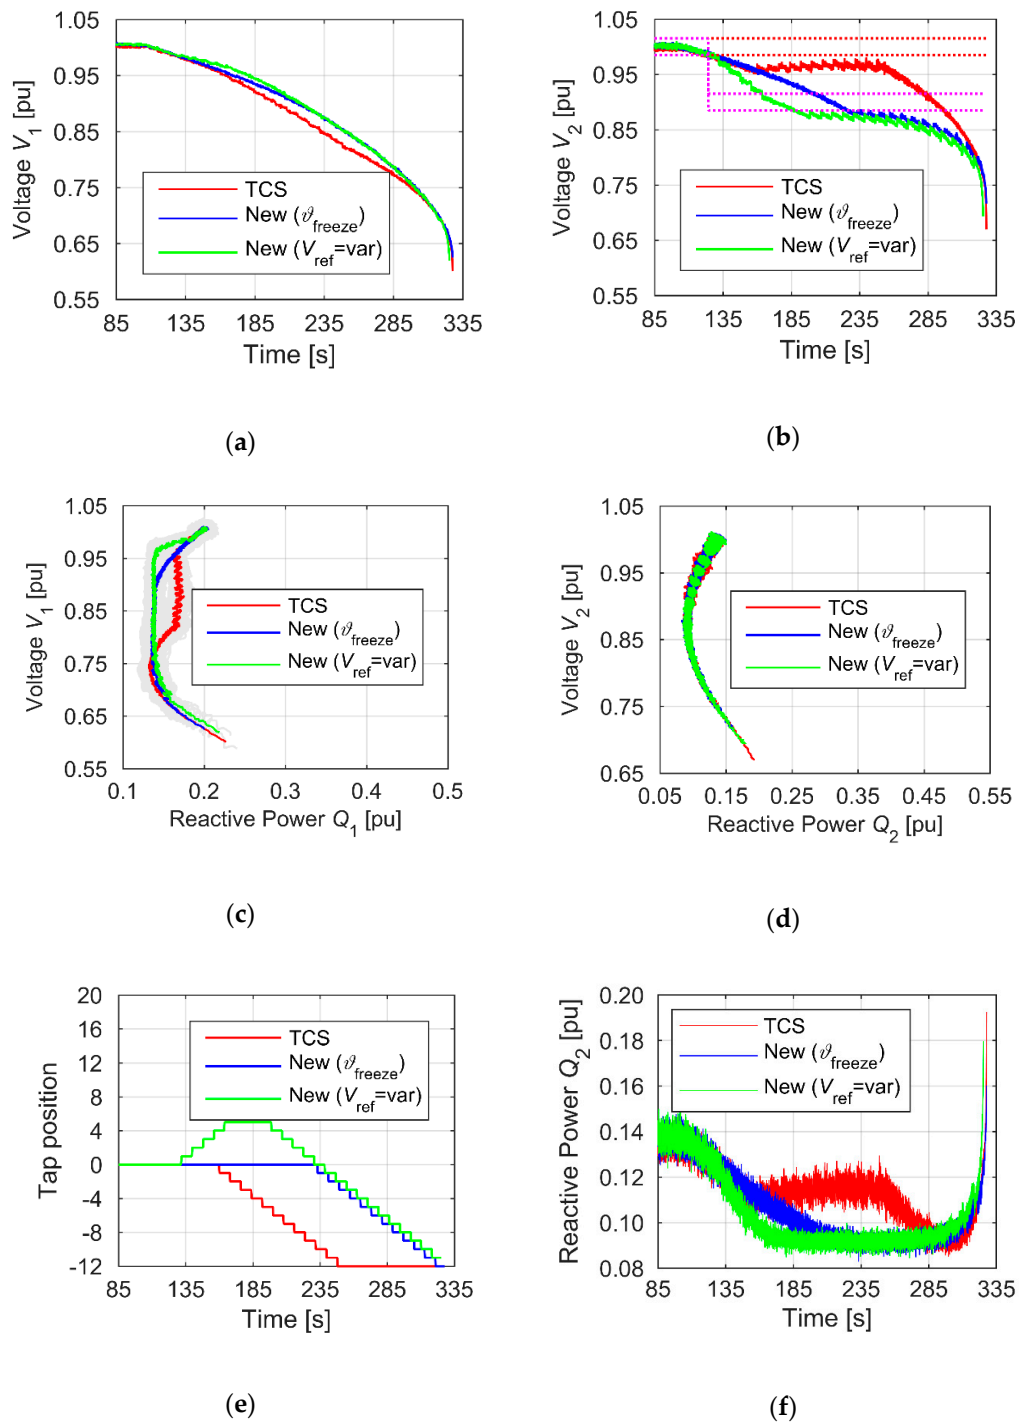 1.05
0.95
0.85
0.75
0.65
0.55
Voltage V1 [pu]
TCS
New (ϑfreeze)
New (Vref=var)
85 135 185 235 285 335
Time [s]
(a)
1.05
0.95
0.85
0.75
0.65
0.55
Voltage V2 [pu]
TCS
New (ϑfreeze)
New (Vref=var)
85 135 185 235 285 335
Time [s]
(b)
1.05
0.95
0.85
0.75
0.65
0.55
Voltage V1 [pu]
TCS
New (ϑfreeze)
New (Vref=var)
0.1 0.2 0.3 0.4 0.5
Reactive Power Q1 [pu]
(c)
1.05
0.95
0.85
0.75
0.65
Voltage V2 [pu]
TCS
New (ϑfreeze)
New (Vref=var)
0.05 0.15 0.25 0.35 0.45 0.55
Reactive Power Q2 [pu]
(d)
20
16
12
8
4
0
-4
-8
-12
Tap position
TCS
New (ϑfreeze)
New (Vref=var)
85 135 185 235 285 335
Time [s]
(e)
0.20
0.18
0.16
0.14
0.12
0.10
0.08
Reactive Power Q2 [pu]
TCS
New (ϑfreeze)
New (Vref=var)
85 135 185 235 285 335
Time [s]
(f)